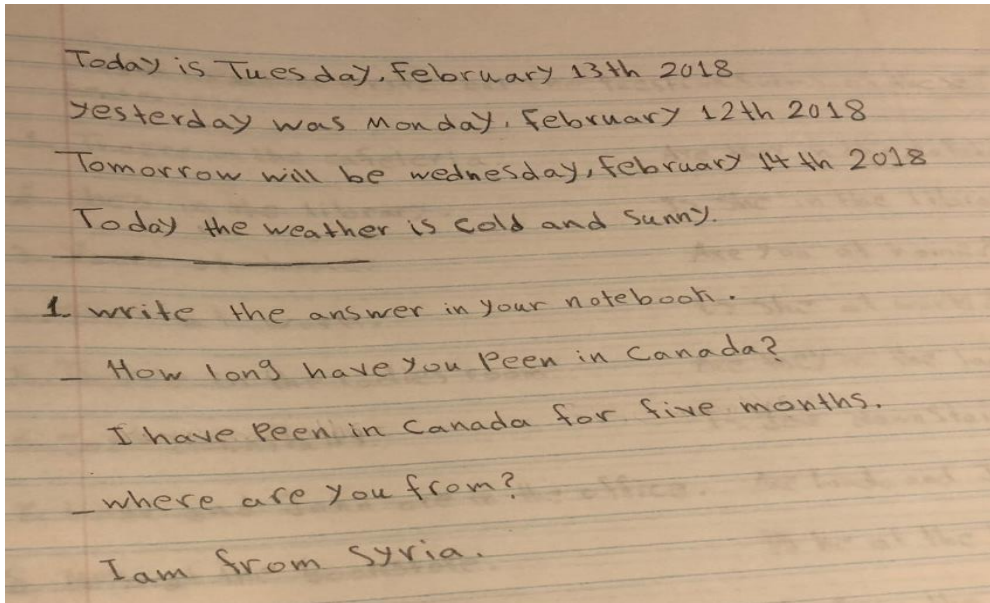 Today is Tuesday, February 13th 2018
yesterday was Monday, February 12th 2018
Tomorrow will be wednesday, February 14th 2018
Today the weather is cold and sunny.
1 write the answer in your notebook.
– How long have you Peen in Canada?
I have Peen in Canada for five months.
– where are you from?
I am from Syria.